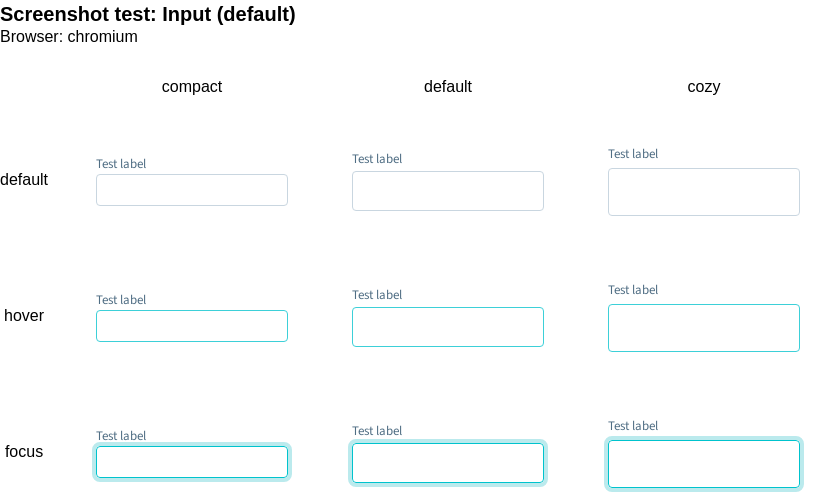 Screenshot test: Input (default)
Browser: chromium
compact default cozy
default Test label Test label Test label
hover Test label Test label Test label
focus Test label Test label Test label